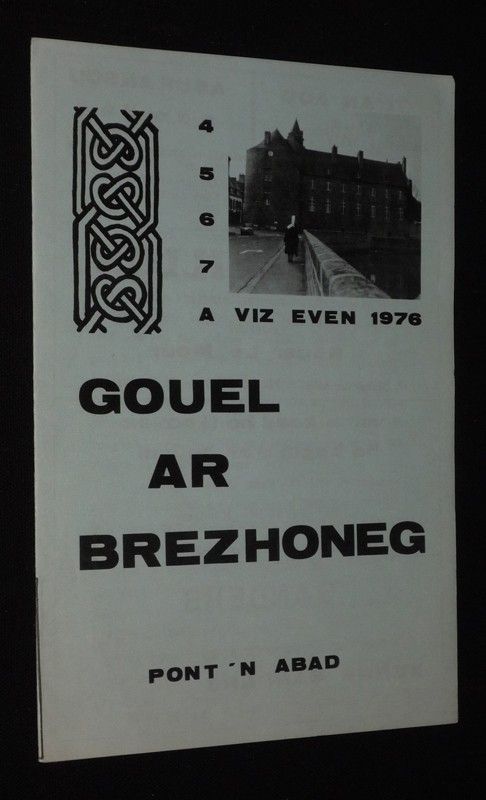 4
5
6
7
A VIZ EVEN 1976
GOUEL
AR
BREZHONEG
PONT 'N ABAD